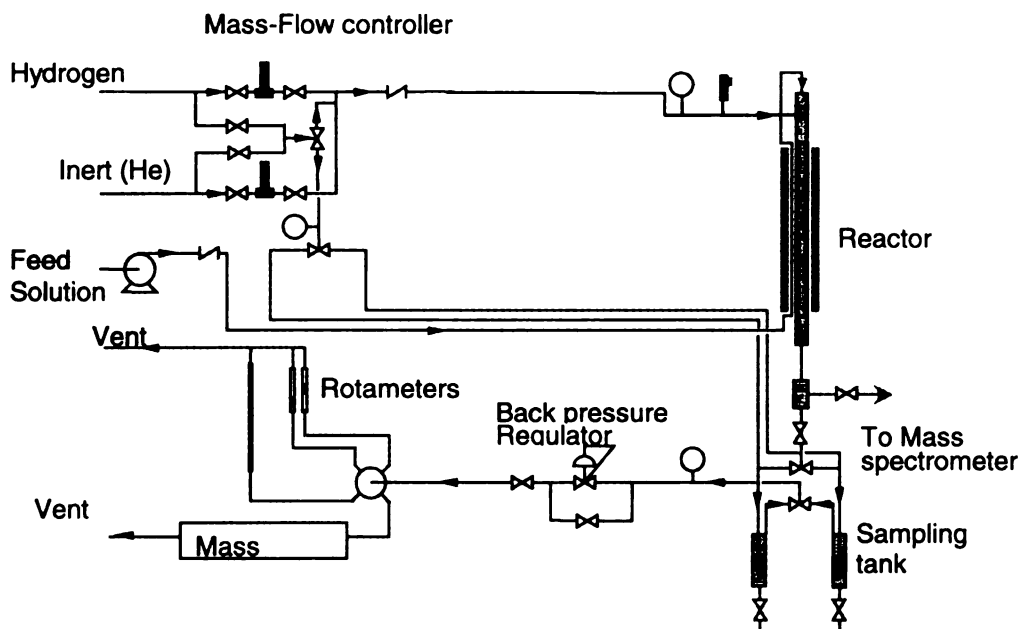 Mass-Flow controller
Hydrogen
Inert (He)
Feed
Solution
Reactor
Vent
Rotameters
Back pressure
Regulator
To Mass
spectrometer
Vent
Mass
Sampling
tank